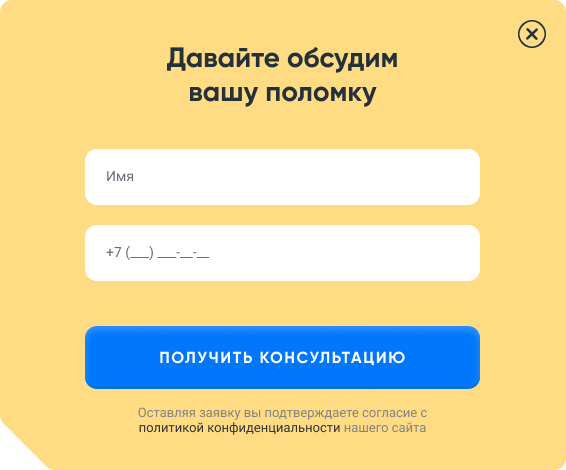 Давайте обсудим
вашу поломку
Имя
+7 (___) ___-__-__
ПОЛУЧИТЬ КОНСУЛЬТАЦИЮ
Оставляя заявку вы подтверждаете согласие с
политикой конфиденциальности нашего сайта